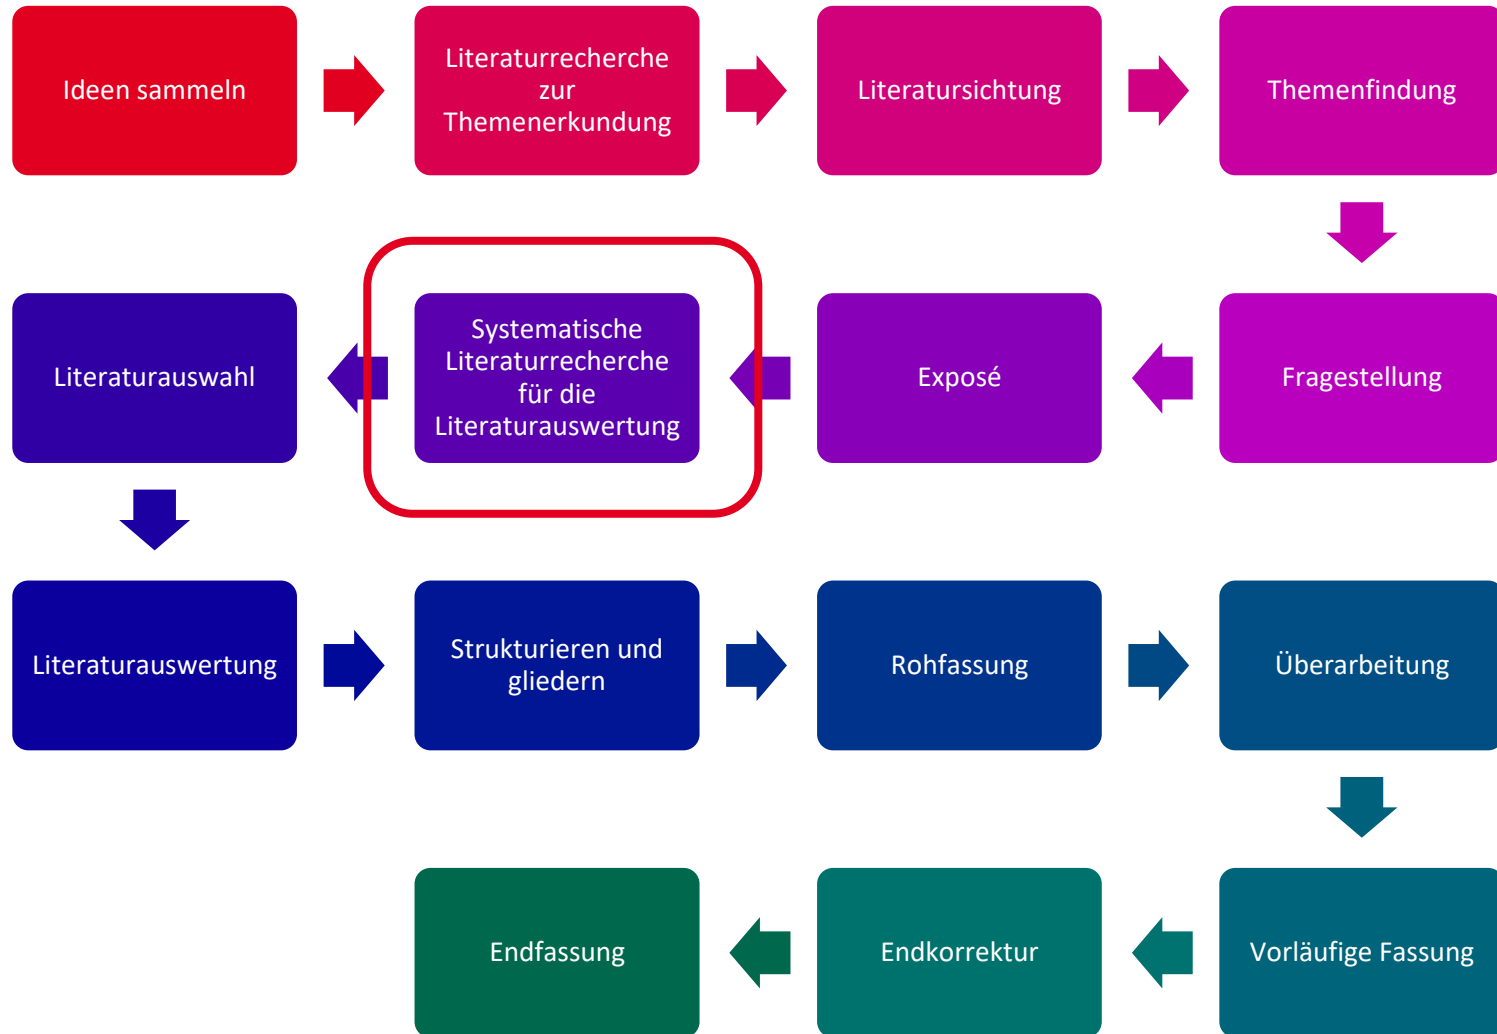 Ideen sammeln
Literaturrecherche
zur
Themenerkundung
Literatursichtung
Themenfindung
Fragestellung
Exposé
Systematische
Literaturrecherche
für die
Literaturauswertung
Literaturauswahl
Literaturauswertung
Strukturieren und
gliedern
Rohfassung
Überarbeitung
Vorläufige Fassung
Endkorrektur
Endfassung